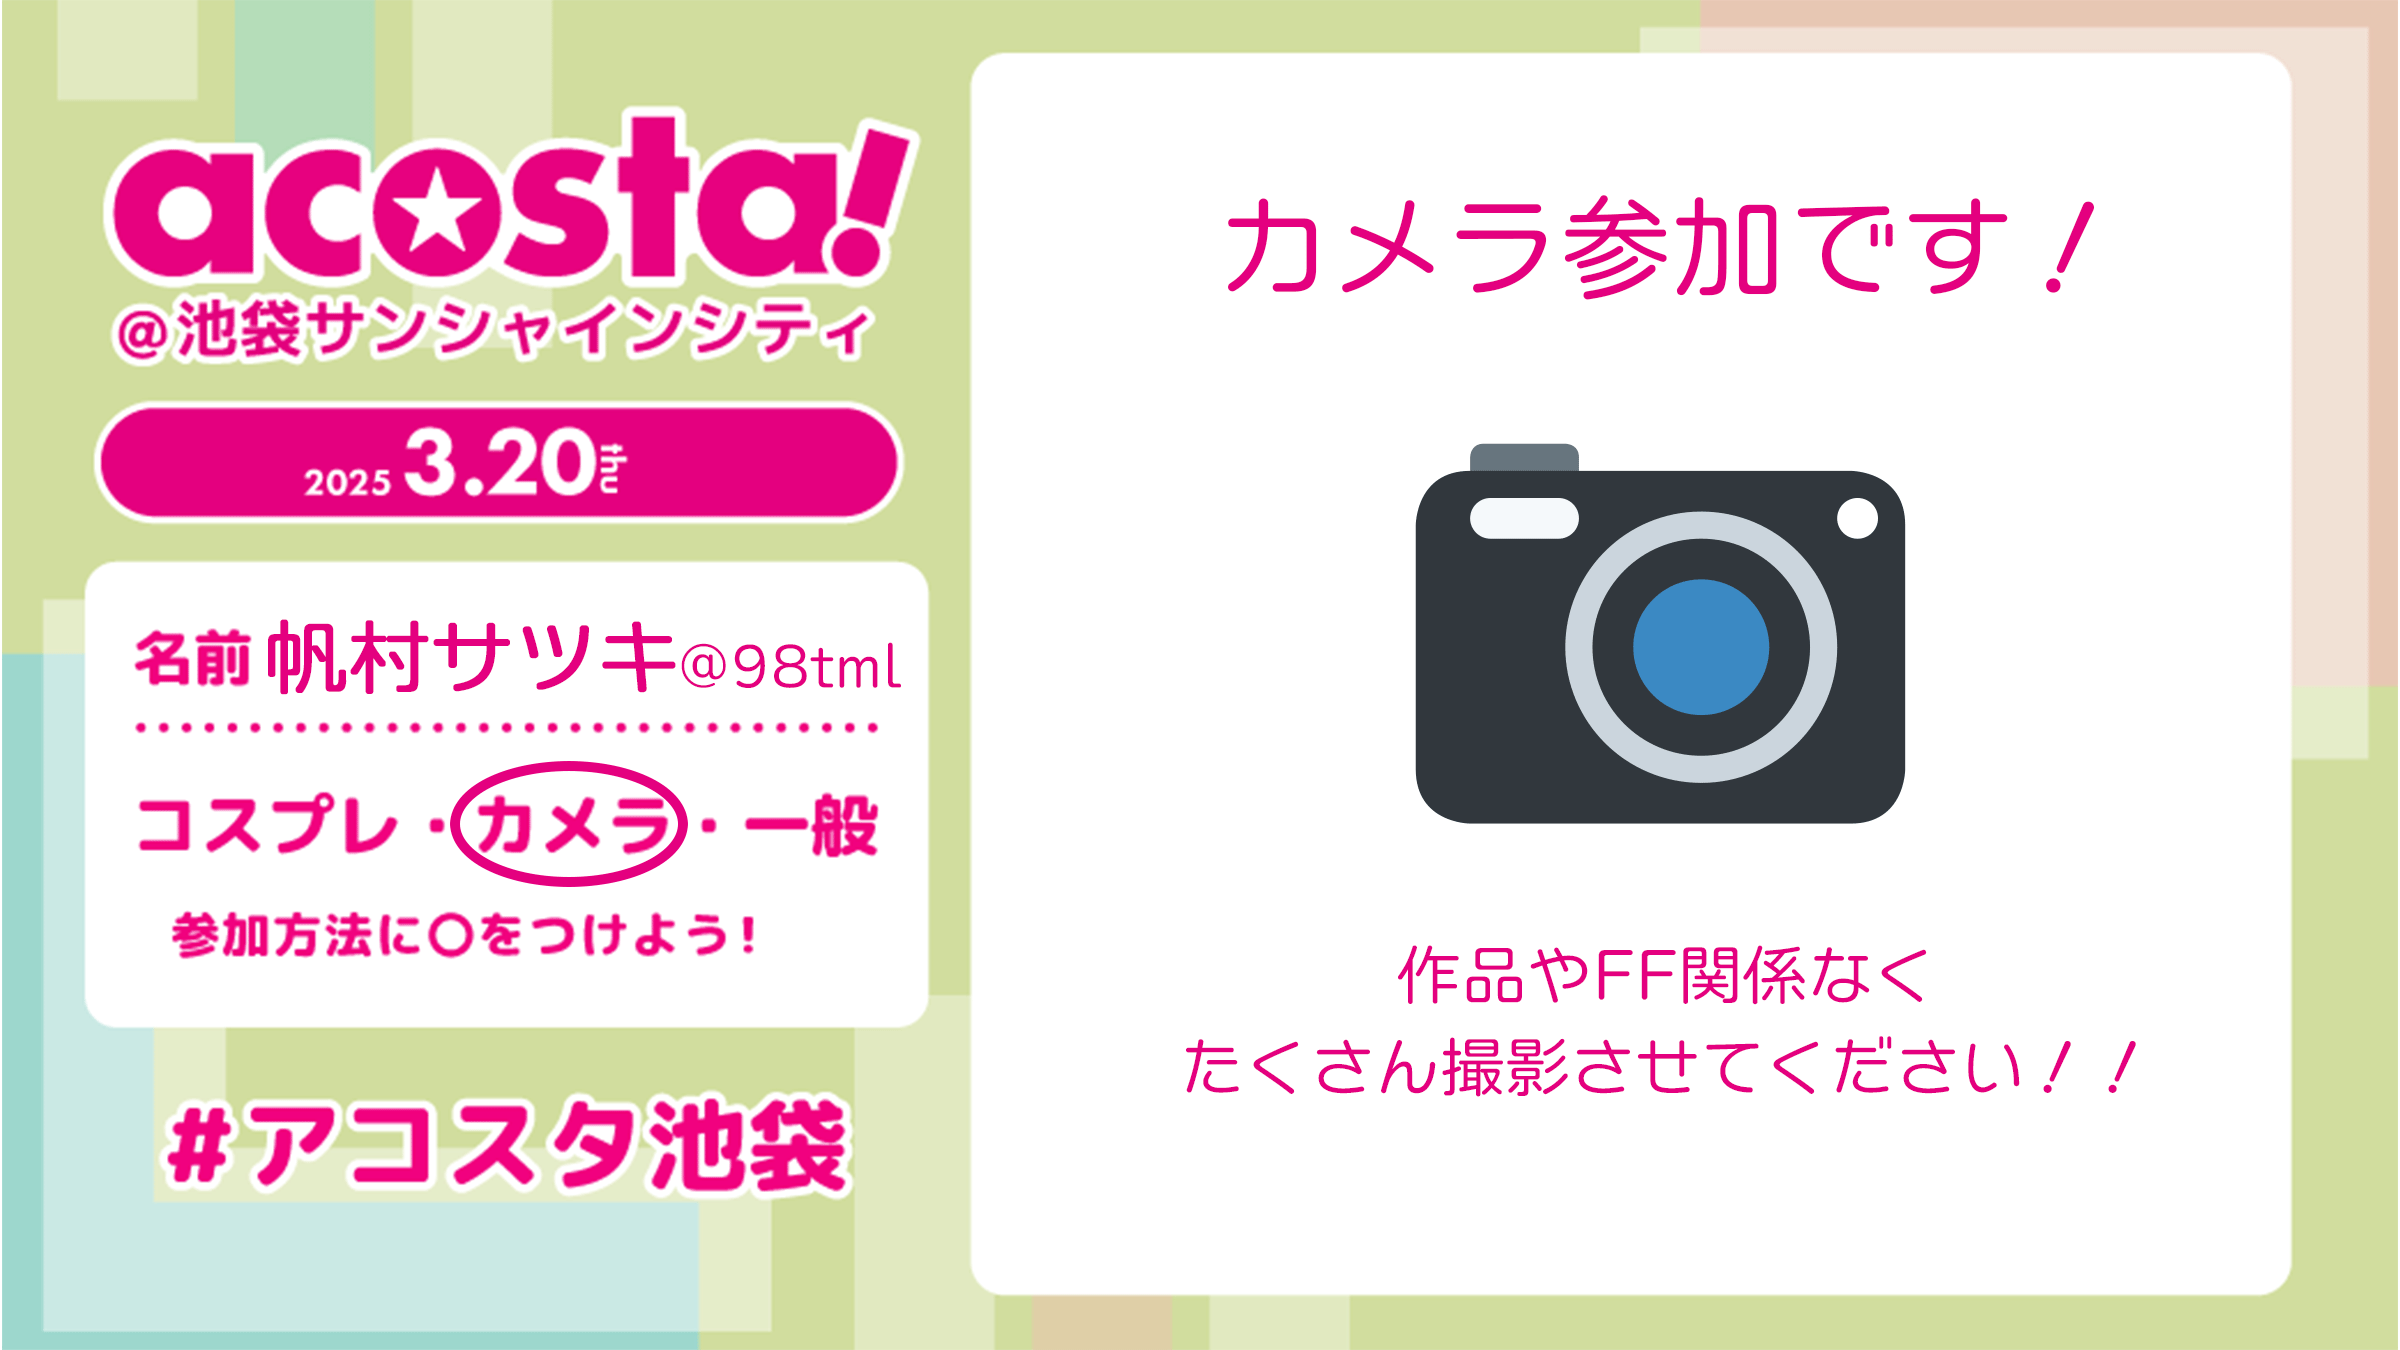 acosta!
@池袋サンシャインシティ
2025 3.20 thu
名前 帆村サツキ@98tml
コスプレ・カメラ・一般
参加方法に〇をつけよう!
#アコスタ池袋
カメラ参加です！
作品やFF関係なく
たくさん撮影させてください！！